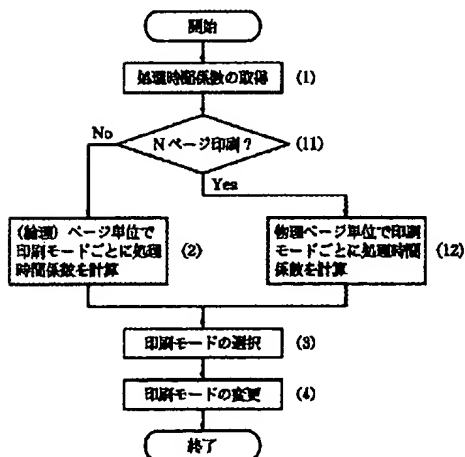 開始
処理時間係数の取得 (1)
Nページ印刷？ (11)
No
Yes
(論理) ページ単位で
印刷モードごとに処理
時間係数を計算
(2)
物理ページ単位で印刷
モードごとに処理時間
係数を計算
(12)
印刷モードの選択 (3)
印刷モードの変更 (4)
終了